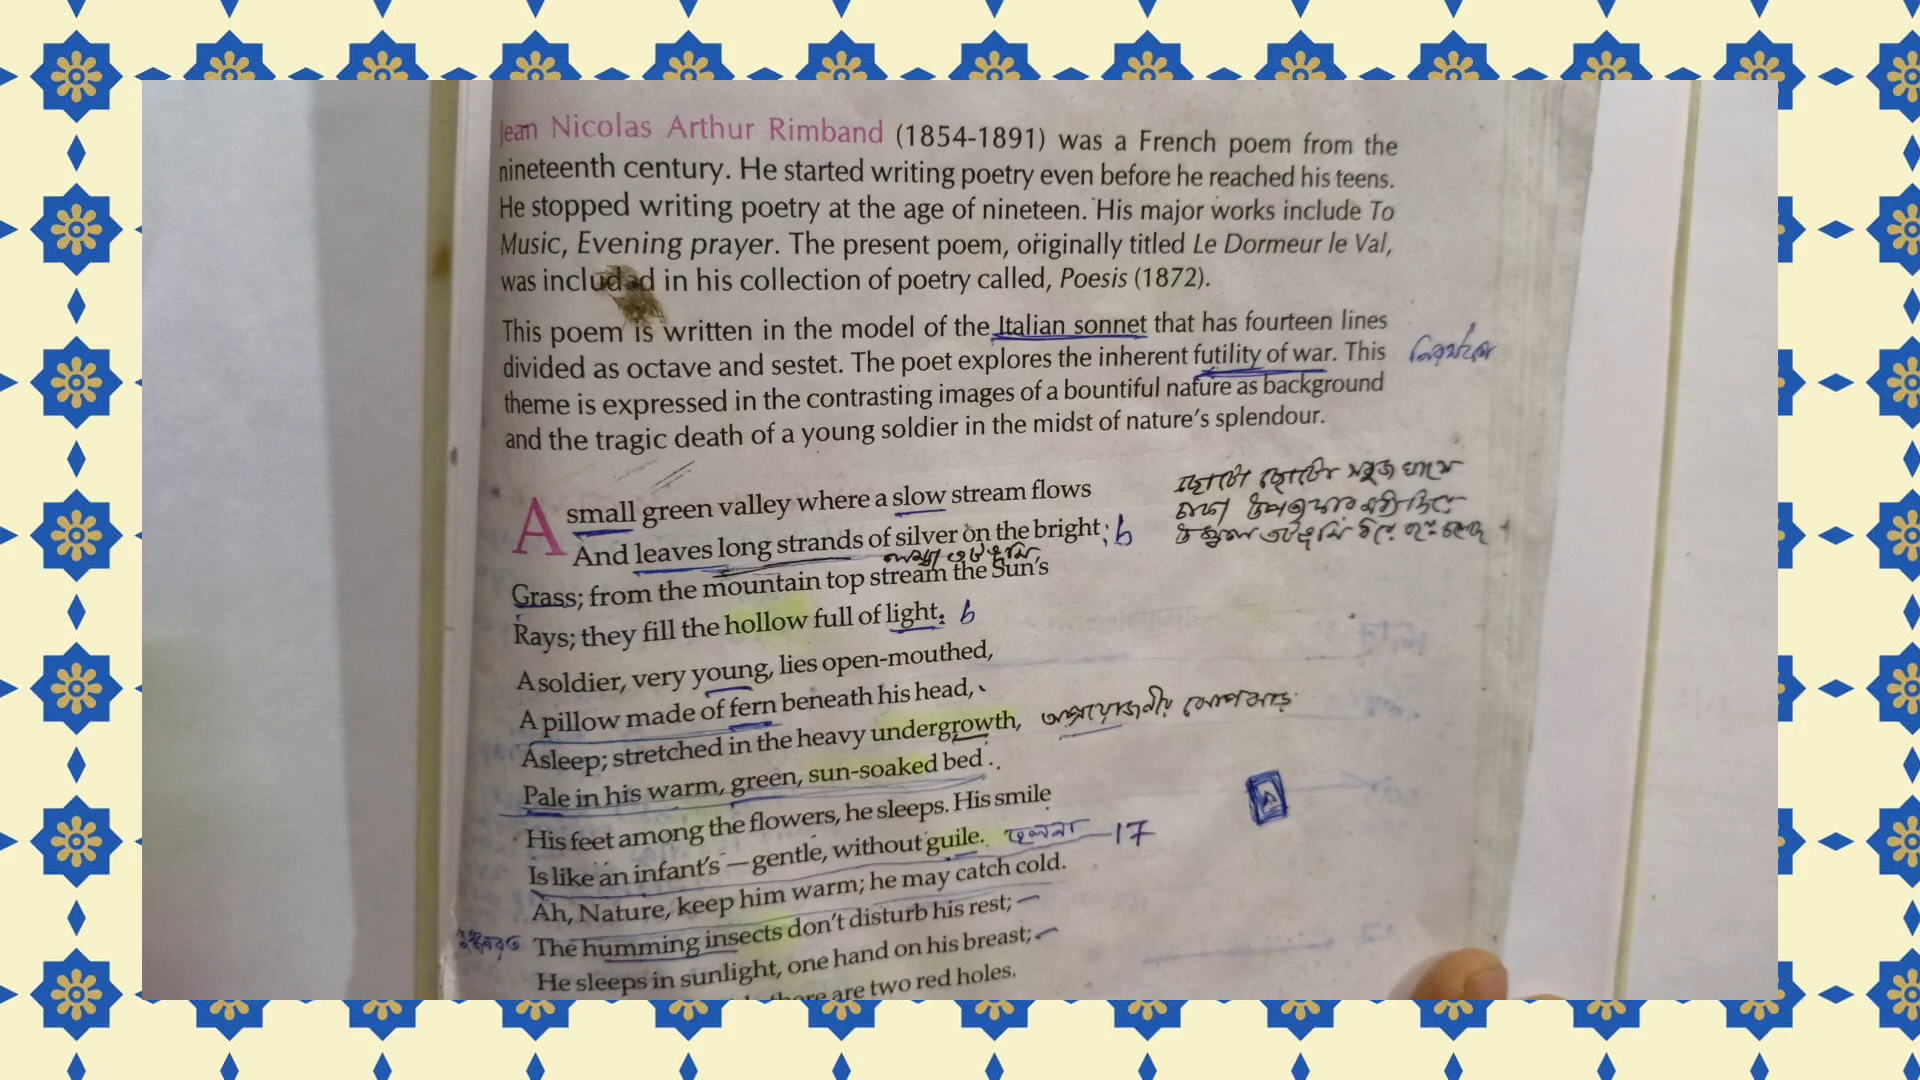 Jean Nicolas Arthur Rimband (1854-1891) was a French poem from the
nineteenth century. He started writing poetry even before he reached his teens.
He stopped writing poetry at the age of nineteen. His major works include To
Music, Evening prayer. The present poem, originally titled Le Dormeur le Val,
was included in his collection of poetry called, Poesis (1872).
This poem is written in the model of the Italian sonnet that has fourteen lines
divided as octave and sestet. The poet explores the inherent futility of war. This
theme is expressed in the contrasting images of a bountiful nature as background
and the tragic death of a young soldier in the midst of nature's splendour.
A small green valley where a slow stream flows
And leaves long strands of silver on the bright; b
Grass; from the mountain top stream the Sun's
Rays; they fill the hollow full of light. b
A soldier, very young, lies open-mouthed,
A pillow made of fern beneath his head,
Asleep; stretched in the heavy undergrowth, অপ্রয়োজনীয় ঝোপঝাড়
Pale in his warm, green, sun-soaked bed.
His feet among the flowers, he sleeps. His smile
Is like an infant's — gentle, without guile. ছলনা 17
Ah, Nature, keep him warm; he may catch cold.
The humming insects don't disturb his rest;
He sleeps in sunlight, one hand on his breast;
there are two red holes.